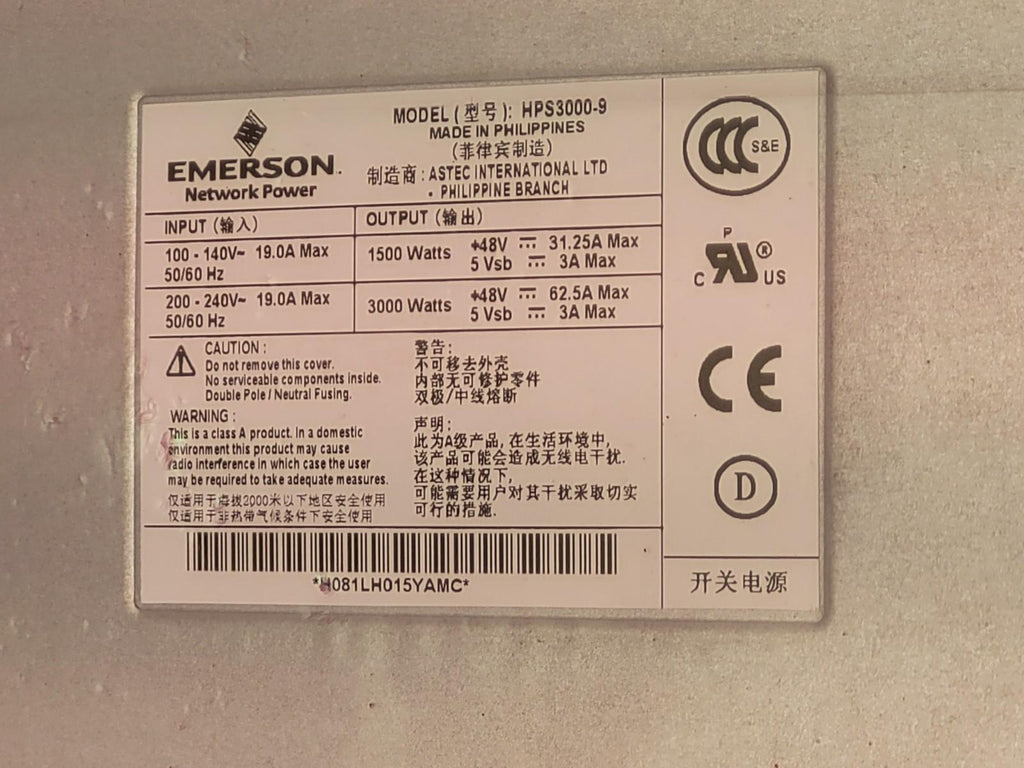 EMERSON
Network Power
MODEL (型号): HPS3000-9
MADE IN PHILIPPINES
(菲律宾制造)
制造商: ASTEC INTERNATIONAL LTD
- PHILIPPINE BRANCH
INPUT (输入)
OUTPUT (输出)
100 - 140V~ 19.0A Max
50/60 Hz
1500 Watts +48V ⎓ 31.25A Max
5 Vsb ⎓ 3A Max
200 - 240V~ 19.0A Max
50/60 Hz
3000 Watts +48V ⎓ 62.5A Max
5 Vsb ⎓ 3A Max
CAUTION :
Do not remove this cover.
No serviceable components inside.
Double Pole / Neutral Fusing.
WARNING :
This is a class A product. In a domestic
environment this product may cause
radio interference in which case the user
may be required to take adequate measures.
仅适用于海拔2000米以下地区安全使用
仅适用于非热带气候条件下安全使用
警告:
不可移去外壳
内部无可修护零件
双极/中线熔断
声明:
此为A级产品, 在生活环境中,
该产品可能会造成无线电干扰.
在这种情况下,
可能需要用户对其干扰采取切实
可行的措施.
*H081LH015YAMC*
CCC S&E
P
C RU ® US
CE
D
开关电源